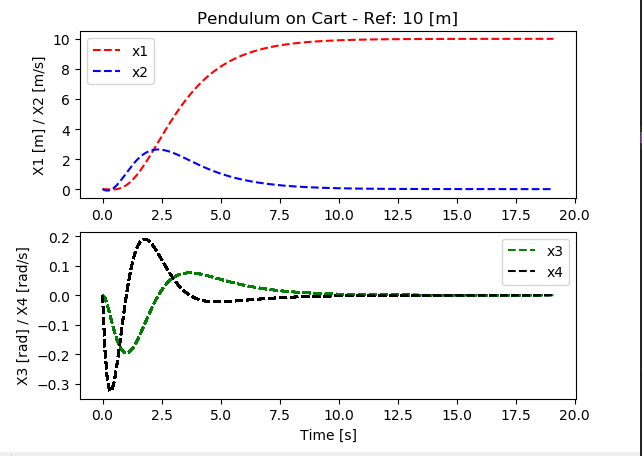 Pendulum on Cart - Ref: 10 [m]
X1 [m] / X2 [m/s]
10
8
6
4
2
0
x1
x2
0.0 2.5 5.0 7.5 10.0 12.5 15.0 17.5 20.0
X3 [rad] / X4 [rad/s]
0.2
0.1
0.0
−0.1
−0.2
−0.3
x3
x4
0.0 2.5 5.0 7.5 10.0 12.5 15.0 17.5 20.0
Time [s]